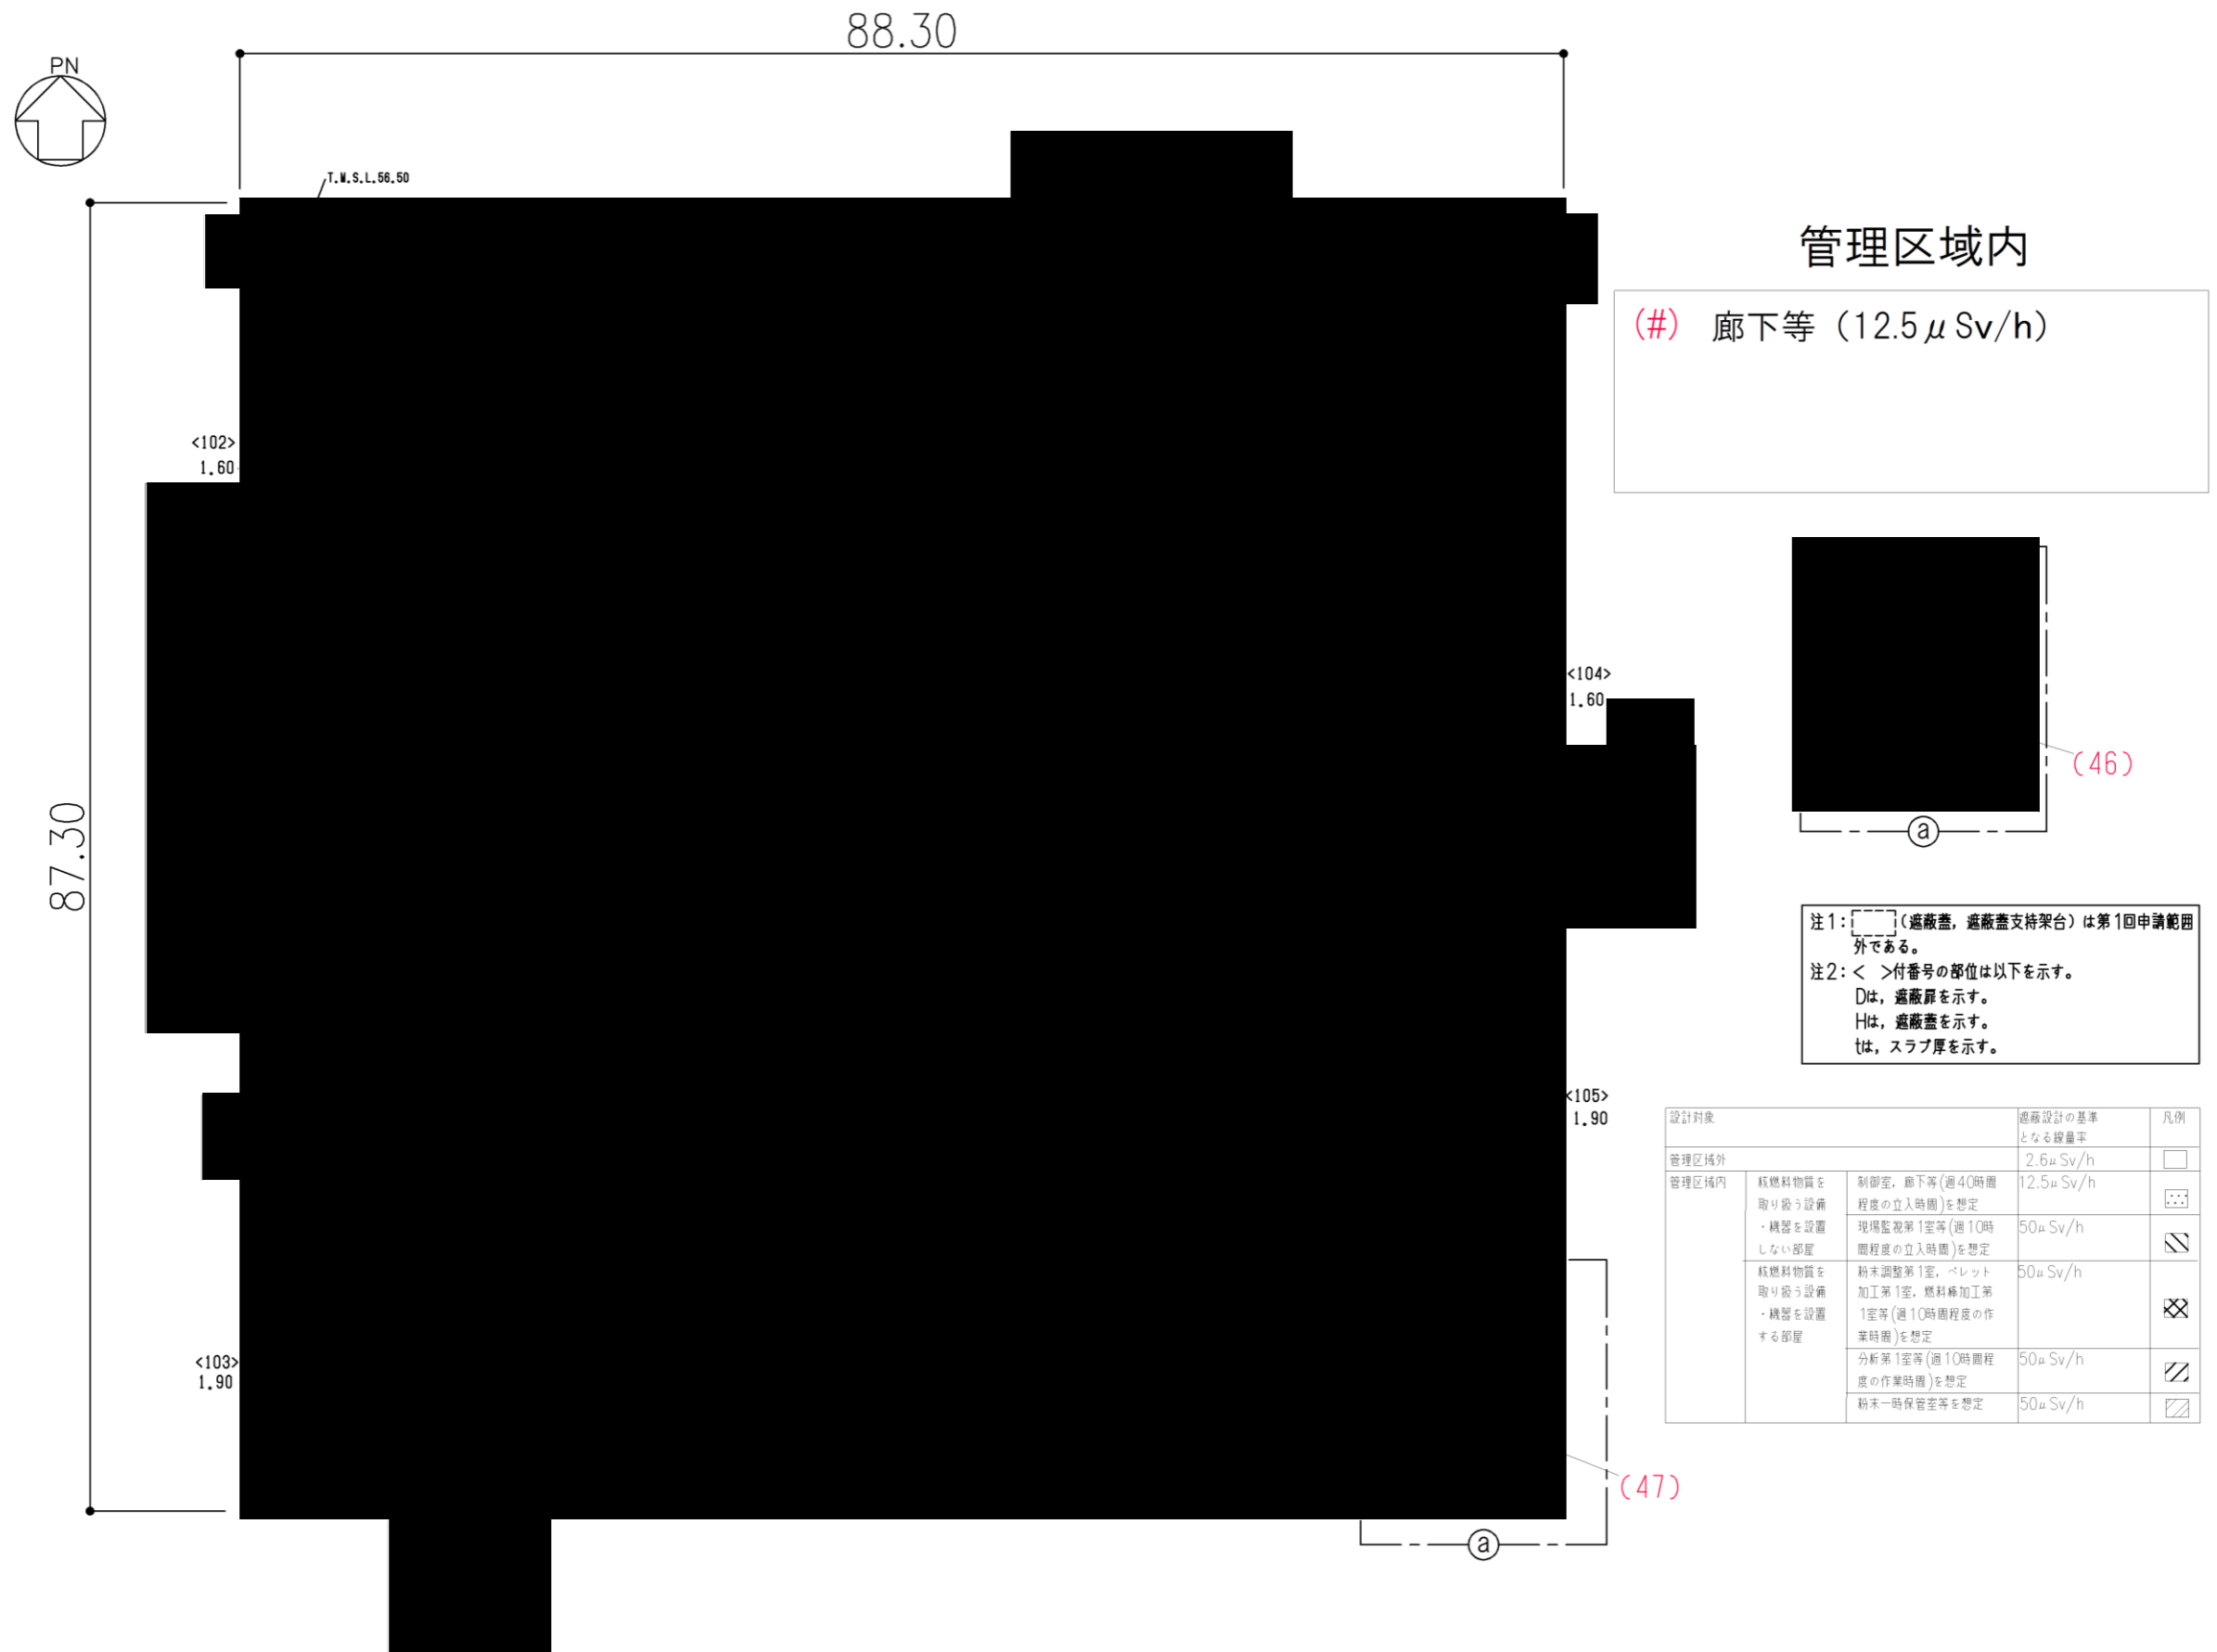 88.30
PN
T.M.S.L.56.50
管理区域内
(#) 廊下等（12.5μSv/h）
<102>
1.60
<104>
1.60
(46)
87.30
a
注1: (遮蔽蓋，遮蔽蓋支持架台)は第1回申請範囲
外である。
注2:< >付番号の部位は以下を示す。
Dは，遮蔽扉を示す。
Hは，遮蔽蓋を示す。
tは，スラブ厚を示す。
<105>
1.90
設計対象 遮蔽設計の基準 凡例
となる線量率
管理区域外 2.6μSv/h
管理区域内 核燃料物質を 制御室，廊下等(週40時間 12.5μSv/h
取り扱う設備 程度の立入時間)を想定
・機器を設置 現場監視第1室等(週10時 50μSv/h
しない部屋 間程度の立入時間)を想定
核燃料物質を 粉末調整第1室，ペレット 50μSv/h
取り扱う設備 加工第1室，燃料棒加工第
・機器を設置 1室等(週10時間程度の作
する部屋 業時間)を想定
分析第1室等(週10時間程 50μSv/h
度の作業時間)を想定
粉末一時保管室等を想定 50μSv/h
<103>
1.90
(47)
a